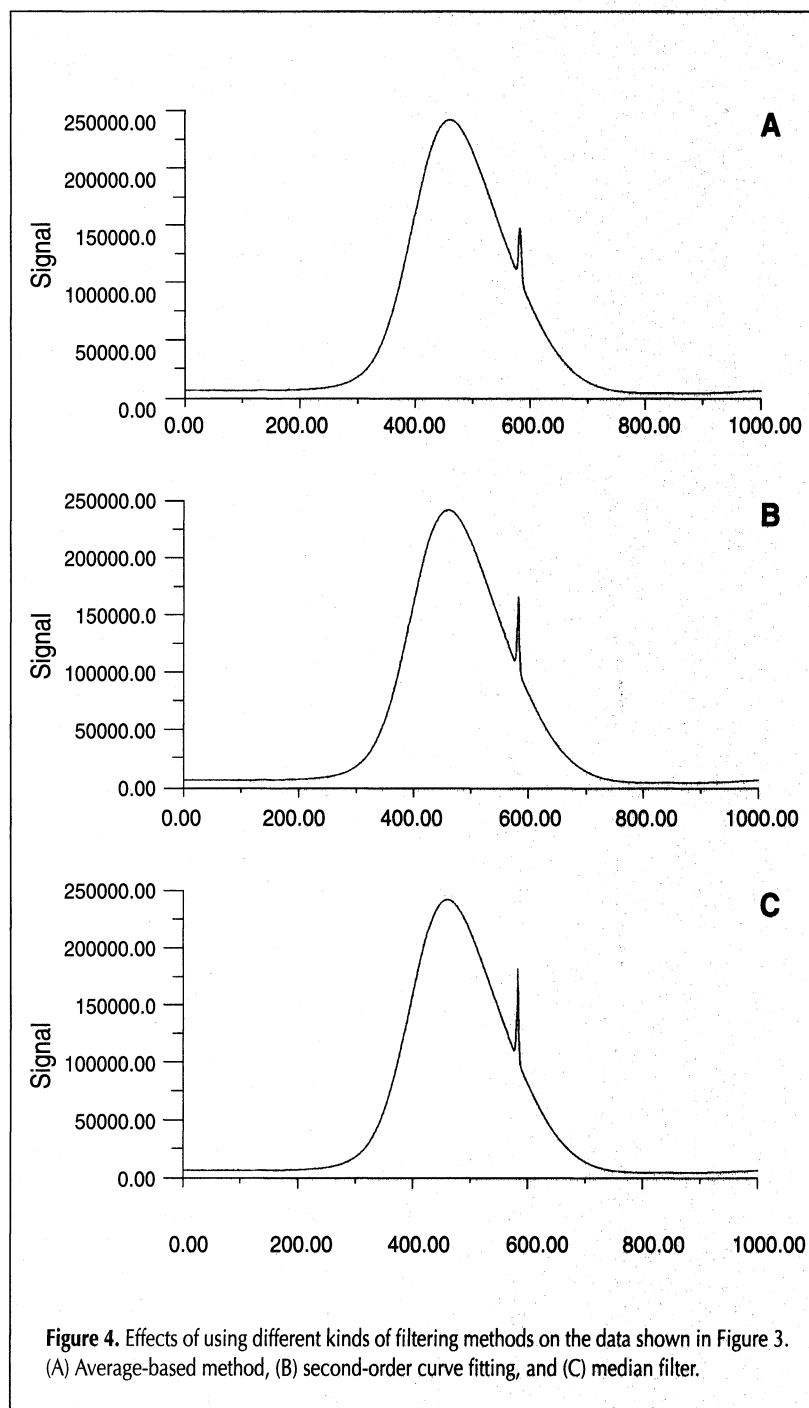 A
250000.00
200000.00
150000.0
100000.00
50000.00
0.00
Signal
0.00 200.00 400.00 600.00 800.00 1000.00
B
250000.00
200000.00
150000.0
100000.00
50000.00
0.00
Signal
0.00 200.00 400.00 600.00 800.00 1000.00
C
250000.00
200000.00
150000.0
100000.00
50000.00
0.00
Signal
0.00 200.00 400.00 600.00 800.00 1000.00
Figure 4. Effects of using different kinds of filtering methods on the data shown in Figure 3.
(A) Average-based method, (B) second-order curve fitting, and (C) median filter.